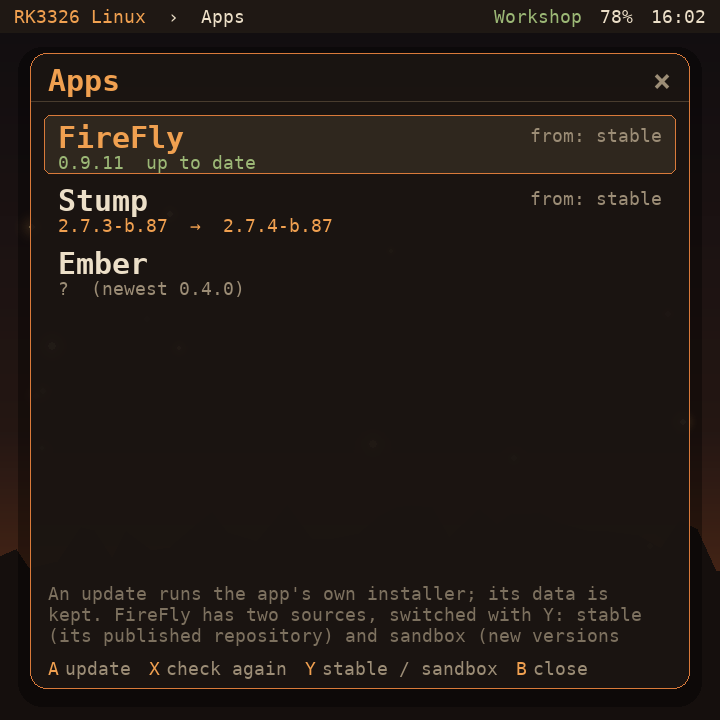 RK3326 Linux › Apps Workshop 78% 16:02
Apps ×
FireFly from: stable
0.9.11 up to date
Stump from: stable
2.7.3-b.87 → 2.7.4-b.87
Ember
? (newest 0.4.0)
An update runs the app's own installer; its data is
kept. FireFly has two sources, switched with Y: stable
(its published repository) and sandbox (new versions
A update X check again Y stable / sandbox B close